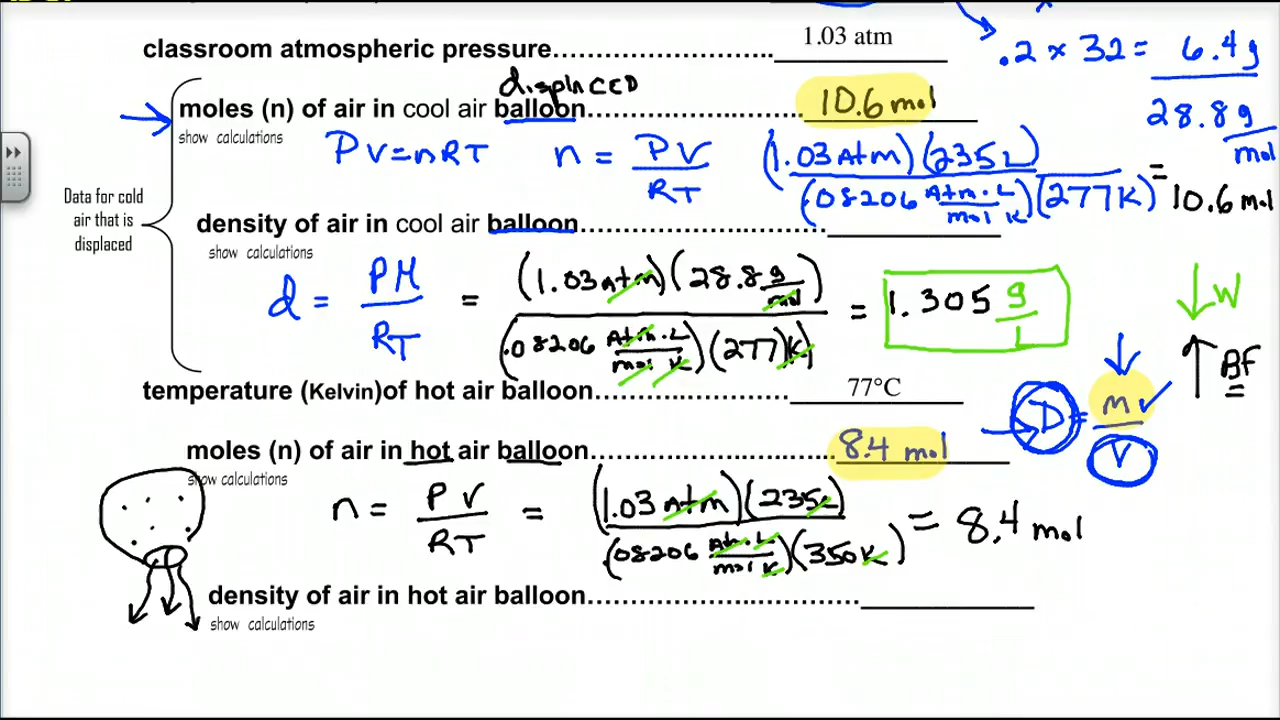 classroom atmospheric pressure........................... 1.03 atm
.2 x 32 = 6.4g
28.8 g/mol
displaced
moles (n) of air in cool air balloon........................... 10.6 mol
show calculations
PV=nRT n = PV/RT (1.03 Atm)(235L)/(.08206 Atm·L/mol K)(277K) = 10.6 mol
Data for cold
air that is
displaced
density of air in cool air balloon...........................
show calculations
d = PM/RT = (1.03 Atm)(28.8 g/mol)/(.08206 Atm·L/mol K)(277)K) = 1.305 g/L
↓W
↑BF
temperature (Kelvin)of hot air balloon........................... 77°C
D = m/V
moles (n) of air in hot air balloon........................... 8.4 mol
show calculations
n = PV/RT = (1.03 Atm)(235L)/(.08206 Atm·L/mol K)(350K) = 8.4 mol
density of air in hot air balloon...........................
show calculations